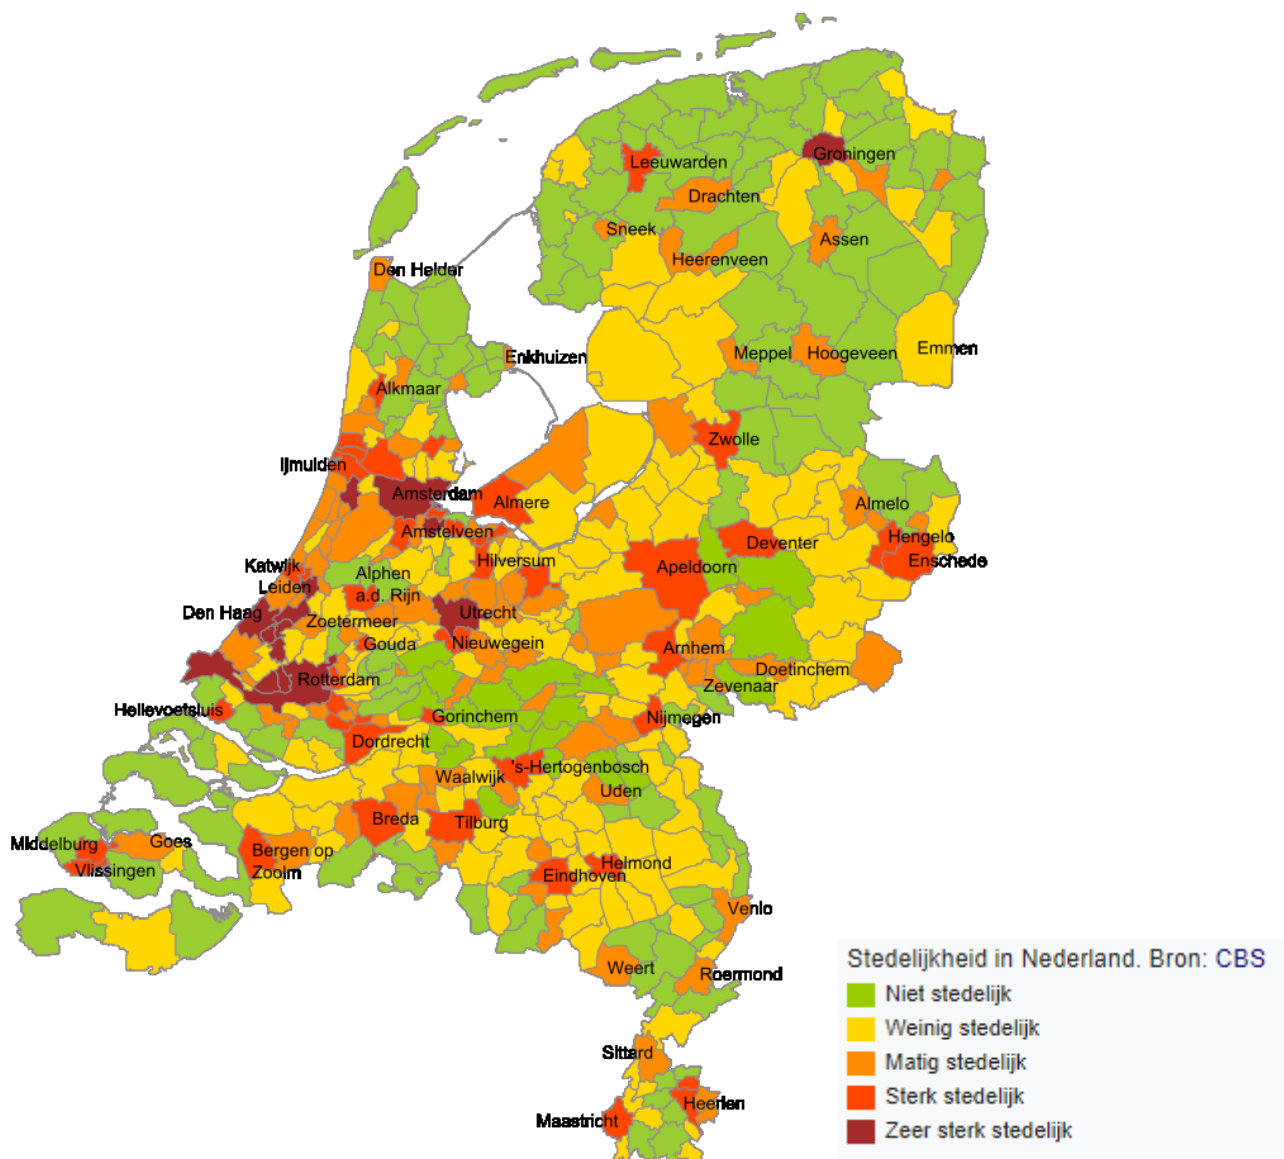 Groningen
Leeuwarden
Drachten
Sneek
Assen
Heerenveen
Den Helder
Emmen
Enkhuizen
Meppel
Hoogeveen
Alkmaar
Zwolle
Ijmuiden
Amsterdam
Almere
Almelo
Amstelveen
Hengelo
Deventer
Enschede
Hilversum
Katwijk
Apeldoorn
Alphen
a.d. Rijn
Leiden
Den Haag
Utrecht
Zoetermeer
Gouda
Nieuwegein
Arnhem
Doetinchem
Rotterdam
Zevenaar
Hellevoetsluis
Gorinchem
Nijmegen
Dordrecht
's-Hertogenbosch
Waalwijk
Uden
Breda
Tilburg
Middelburg
Goes
Bergen op
Zoom
Vlissingen
Helmond
Eindhoven
Venlo
Weert
Roermond
Sittard
Heerlen
Maastricht
Stedelijkheid in Nederland. Bron: CBS
Niet stedelijk
Weinig stedelijk
Matig stedelijk
Sterk stedelijk
Zeer sterk stedelijk